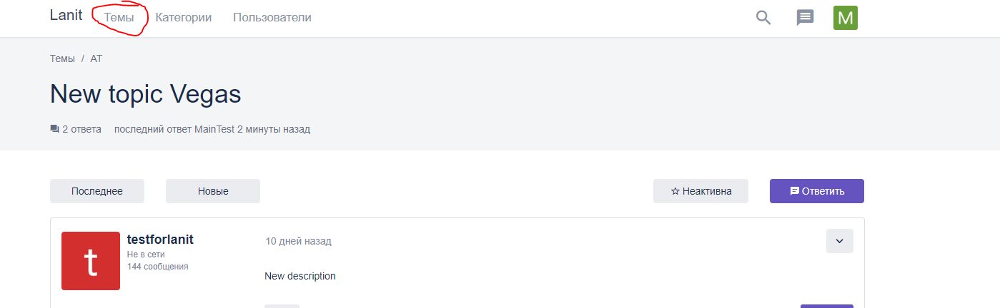 Lanit Темы Категории Пользователи M
Темы / AT
New topic Vegas
2 ответа последний ответ MainTest 2 минуты назад
Последнее Новые Неактивна Ответить
t testforlanit 10 дней назад
Не в сети
144 сообщения
New description